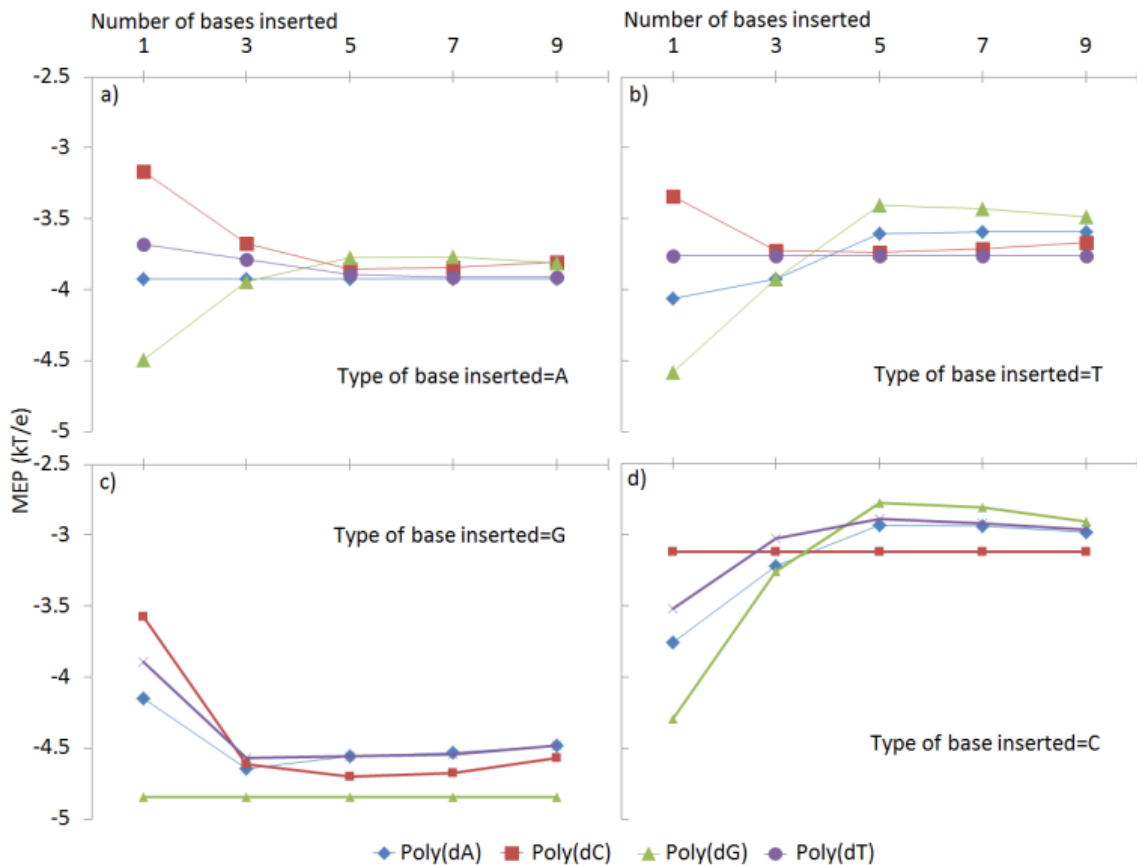 Number of bases inserted
1 3 5 7 9
Number of bases inserted
1 3 5 7 9
MEP (kT/e)
-2.5
-3
-3.5
-4
-4.5
-5
a)
Type of base inserted=A
b)
Type of base inserted=T
-2.5
-3
-3.5
-4
-4.5
-5
c)
Type of base inserted=G
d)
Type of base inserted=C
Poly(dA) Poly(dC) Poly(dG) Poly(dT)